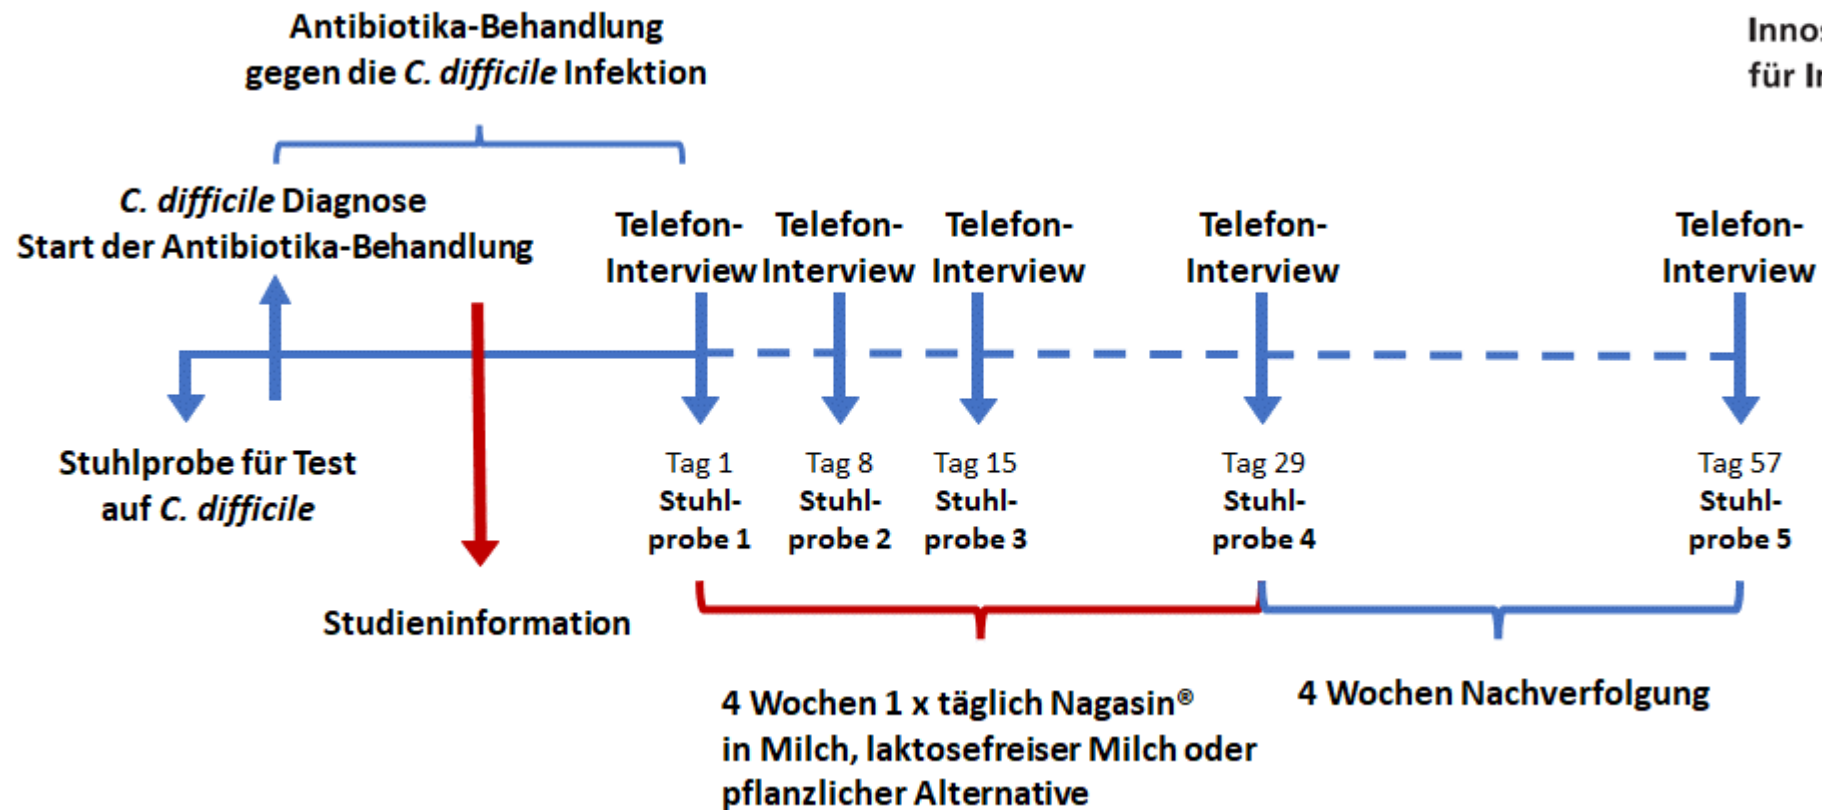 Antibiotika-Behandlung
gegen die C. difficile Infektion
für
C. difficile Diagnose
Start der Antibiotika-Behandlung
Telefon-
Interview
Telefon-
Interview
Telefon-
Interview
Telefon-
Interview
Telefon-
Interview
Stuhlprobe für Test
auf C. difficile
Tag 1
Stuhl-
probe 1
Tag 8
Stuhl-
probe 2
Tag 15
Stuhl-
probe 3
Tag 29
Stuhl-
probe 4
Tag 57
Stuhl-
probe 5
Studieninformation
4 Wochen 1 x täglich Nagasin®
in Milch, laktosefreiser Milch oder
pflanzlicher Alternative
4 Wochen Nachverfolgung